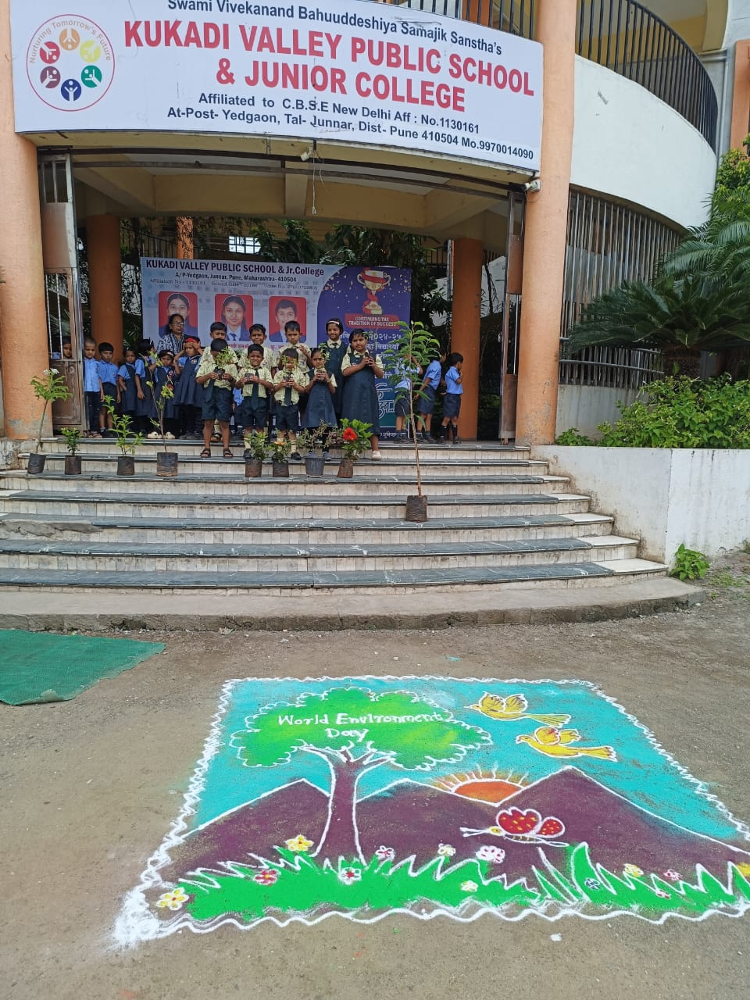 Swami Vivekanand Bahuuddeshiya Samajik Sanstha's
Nurturing Tomorrow's Future
KUKADI VALLEY PUBLIC SCHOOL
& JUNIOR COLLEGE
Affiliated to C.B.S.E New Delhi Aff : No.1130161
At-Post- Yedgaon, Tal- Junnar, Dist- Pune 410504 Mo.9970014090
KUKADI VALLEY PUBLIC SCHOOL & Jr.College
A/P-Yedgaon, Junnar, Pune, Maharashtra- 410504
Affiliation No.- 1130161
CONTINUING THE
TRADITION OF SUCCESS
२०२४-२५
World Environment
Day